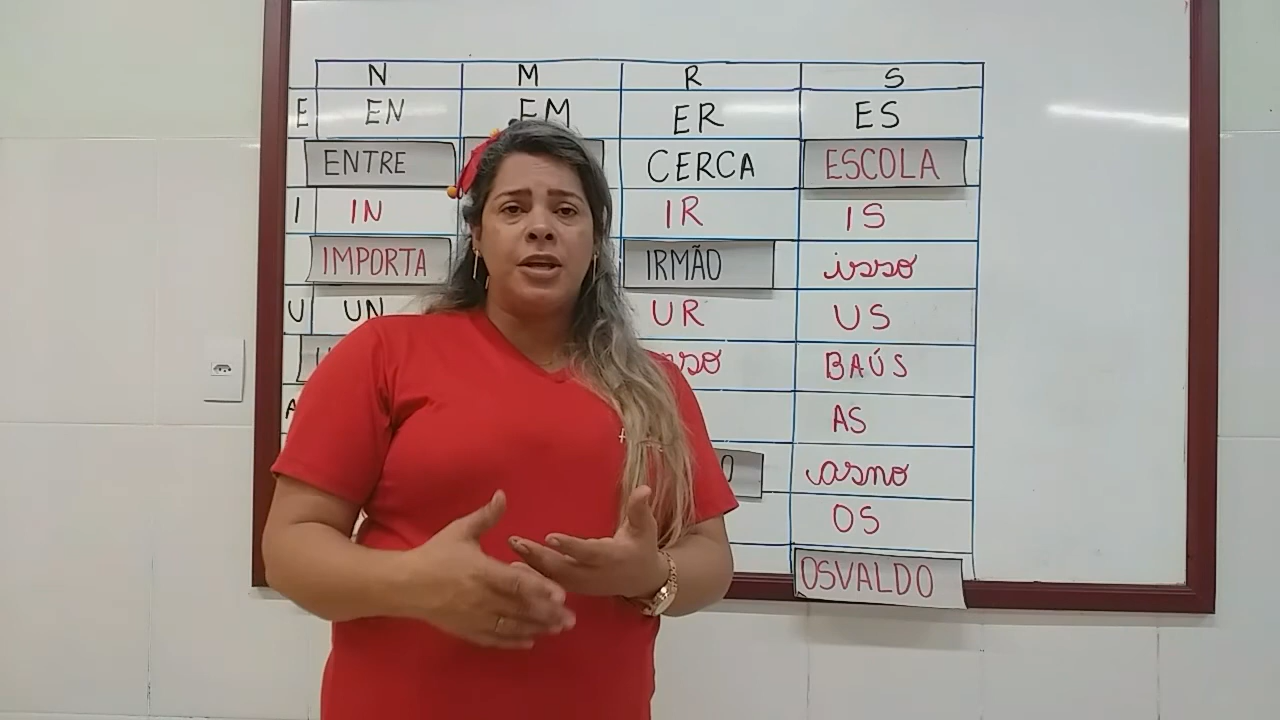 N M R S
E EN EM ER ES
ENTRE CERCA ESCOLA
I IN IR IS
IMPORTA IRMÃO isso
U UN UR US
BAÚS
A AS
asno
OS
OSVALDO